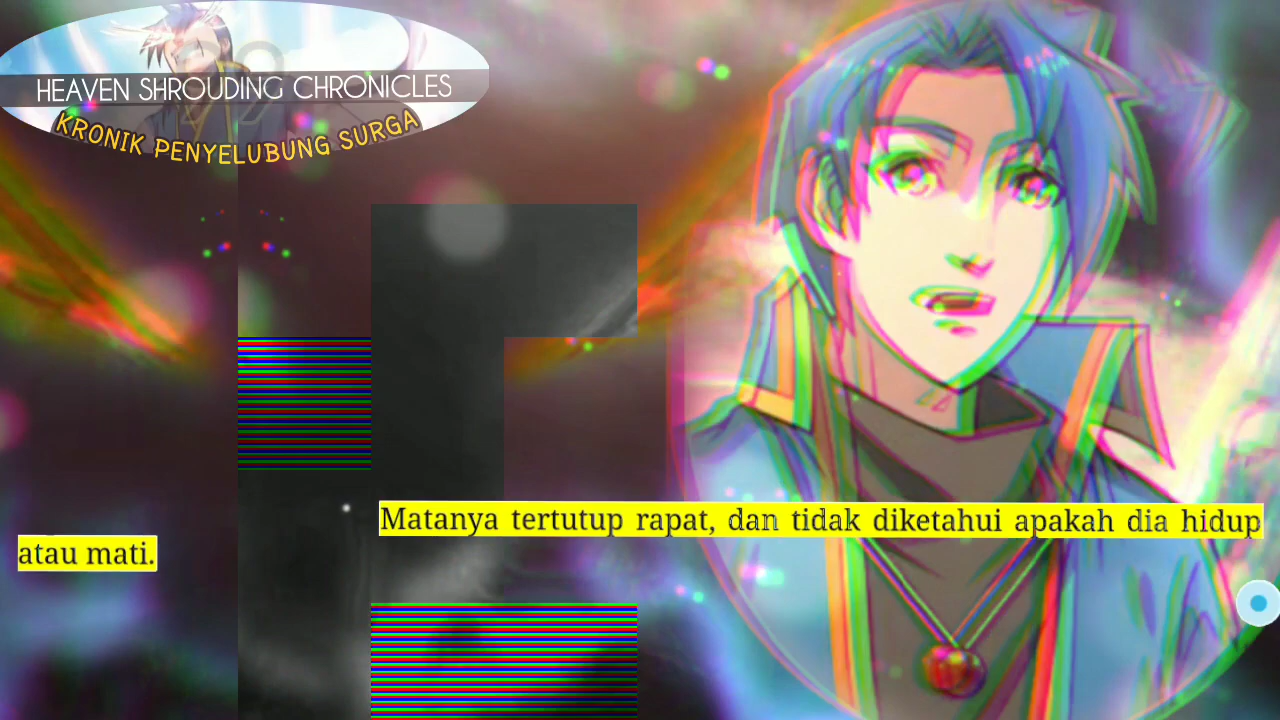 HEAVEN SHROUDING CHRONICLES
KRONIK PENYELUBUNG SURGA
Matanya tertutup rapat, dan tidak diketahui apakah dia hidup
atau mati.